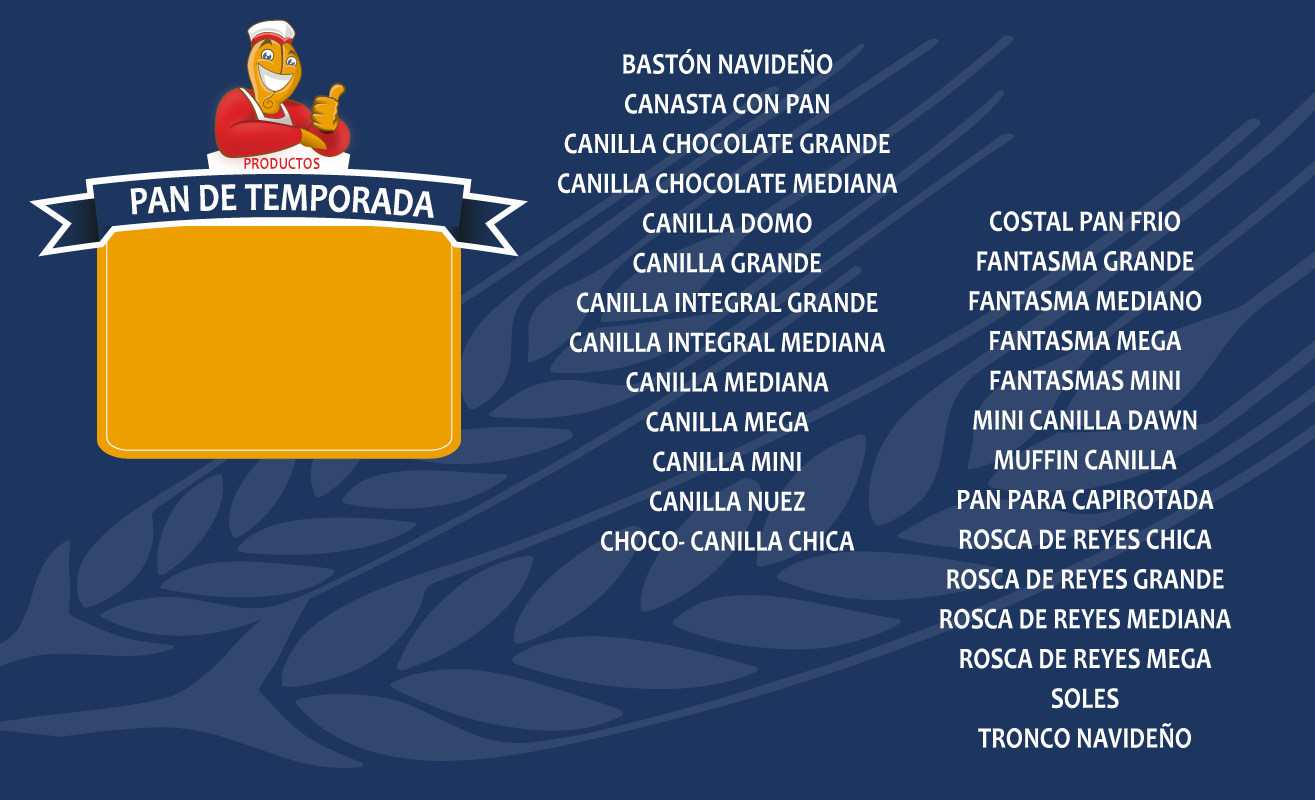 PRODUCTOS
PAN DE TEMPORADA
BASTÓN NAVIDEÑO
CANASTA CON PAN
CANILLA CHOCOLATE GRANDE
CANILLA CHOCOLATE MEDIANA
CANILLA DOMO
CANILLA GRANDE
CANILLA INTEGRAL GRANDE
CANILLA INTEGRAL MEDIANA
CANILLA MEDIANA
CANILLA MEGA
CANILLA MINI
CANILLA NUEZ
CHOCO- CANILLA CHICA
COSTAL PAN FRIO
FANTASMA GRANDE
FANTASMA MEDIANO
FANTASMA MEGA
FANTASMAS MINI
MINI CANILLA DAWN
MUFFIN CANILLA
PAN PARA CAPIROTADA
ROSCA DE REYES CHICA
ROSCA DE REYES GRANDE
ROSCA DE REYES MEDIANA
ROSCA DE REYES MEGA
SOLES
TRONCO NAVIDEÑO